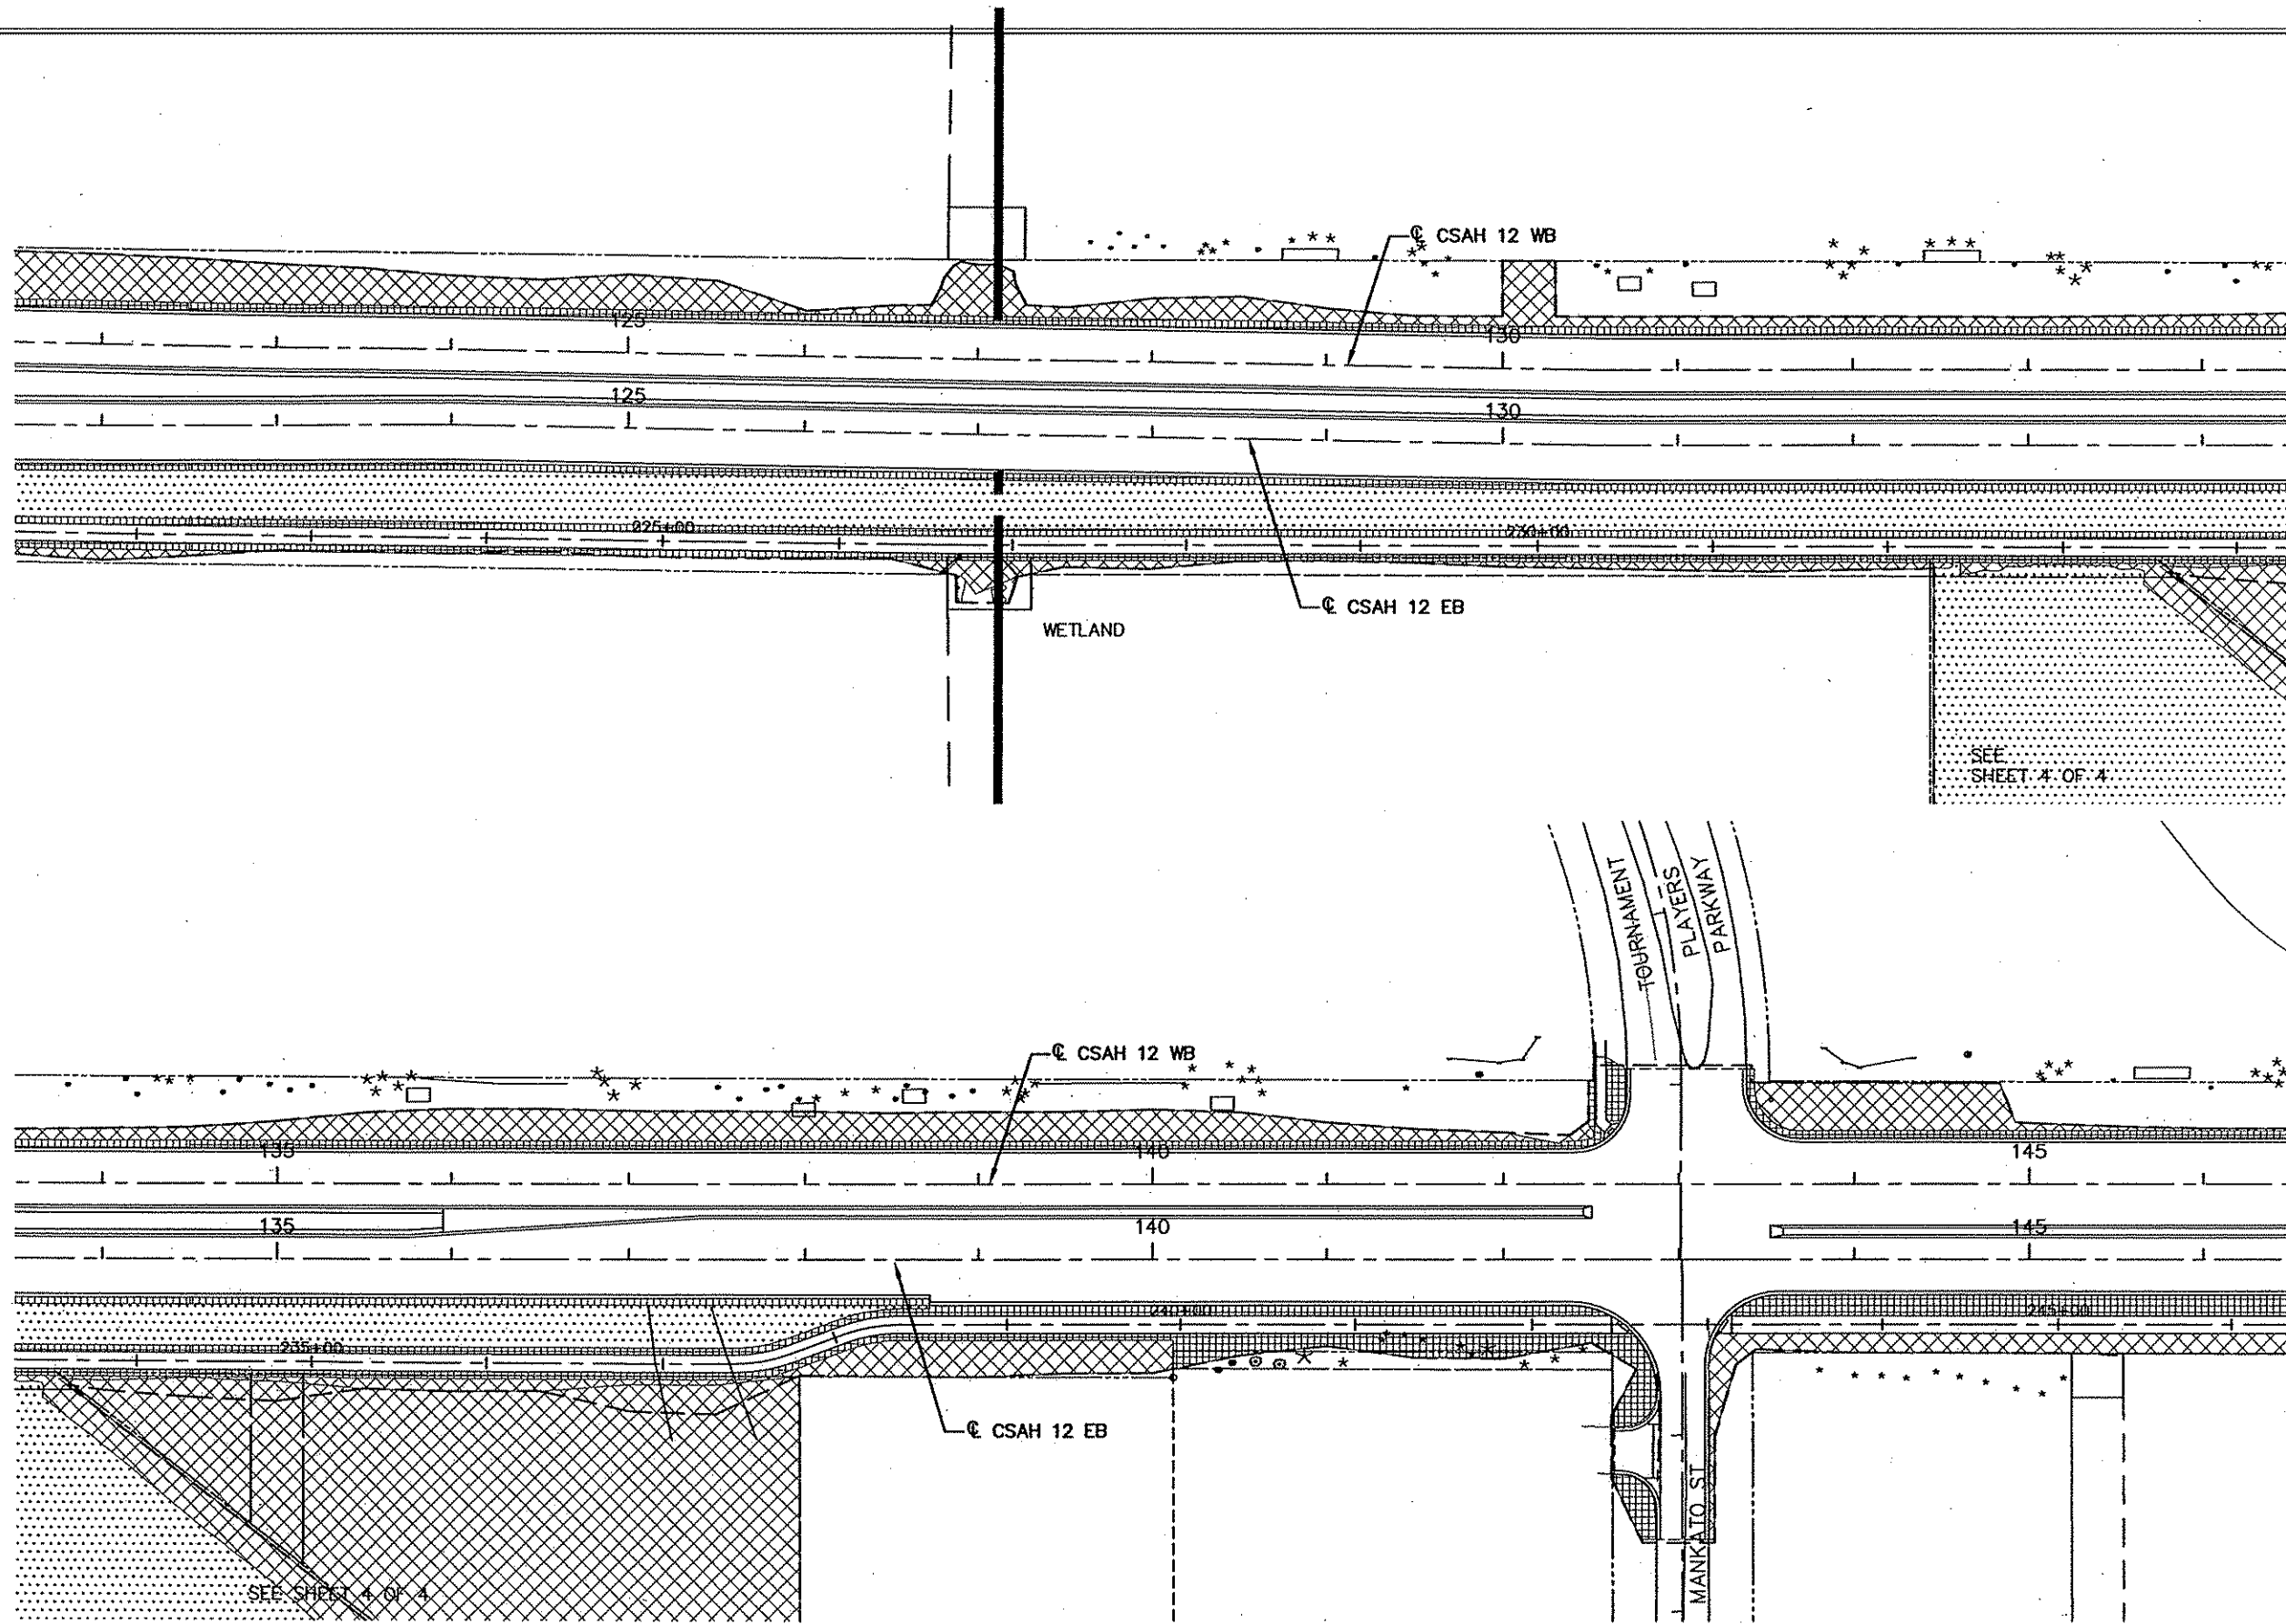 ℄ CSAH 12 WB
125
130
125
130
225+00
230+00
℄ CSAH 12 EB
WETLAND
SEE
SHEET 4 OF 4
TOURNAMENT
PLAYERS
PARKWAY
℄ CSAH 12 WB
135
140
145
135
140
145
240+00
245+00
235+00
℄ CSAH 12 EB
MANKATO ST
SEE SHEET 4 OF 4